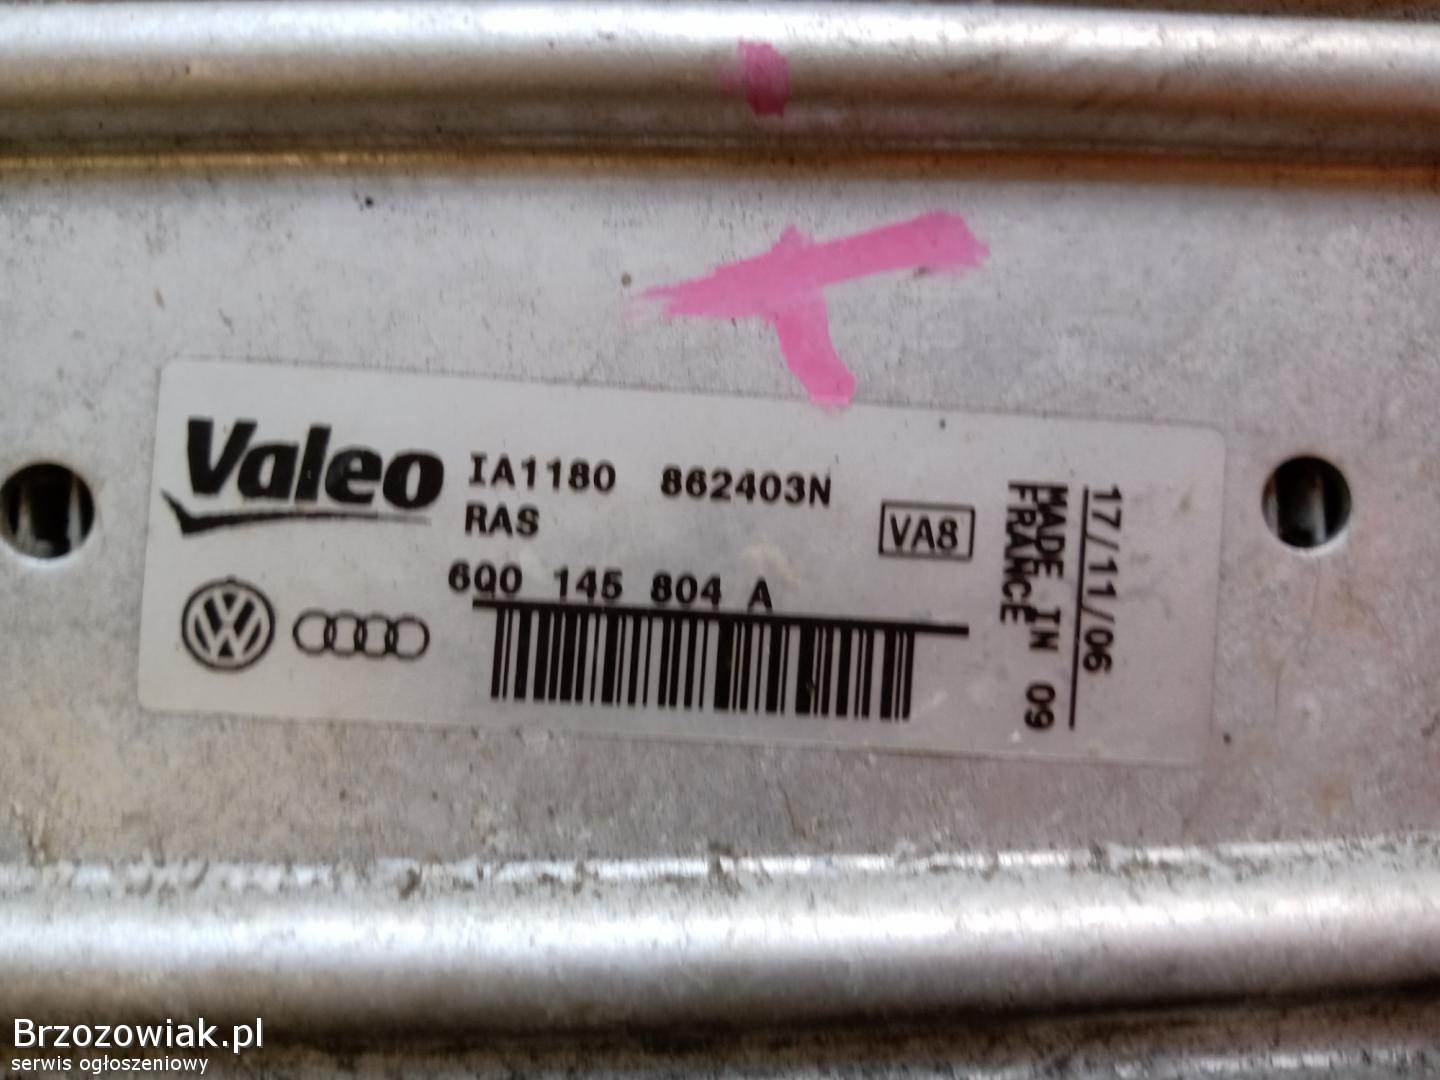 Valeo
IA1180 862403N
RAS
VA8
6Q0 145 804 A
17/11/06
MADE IN 09
FRANCE
Brzozowiak.pl
serwis ogłoszeniowy